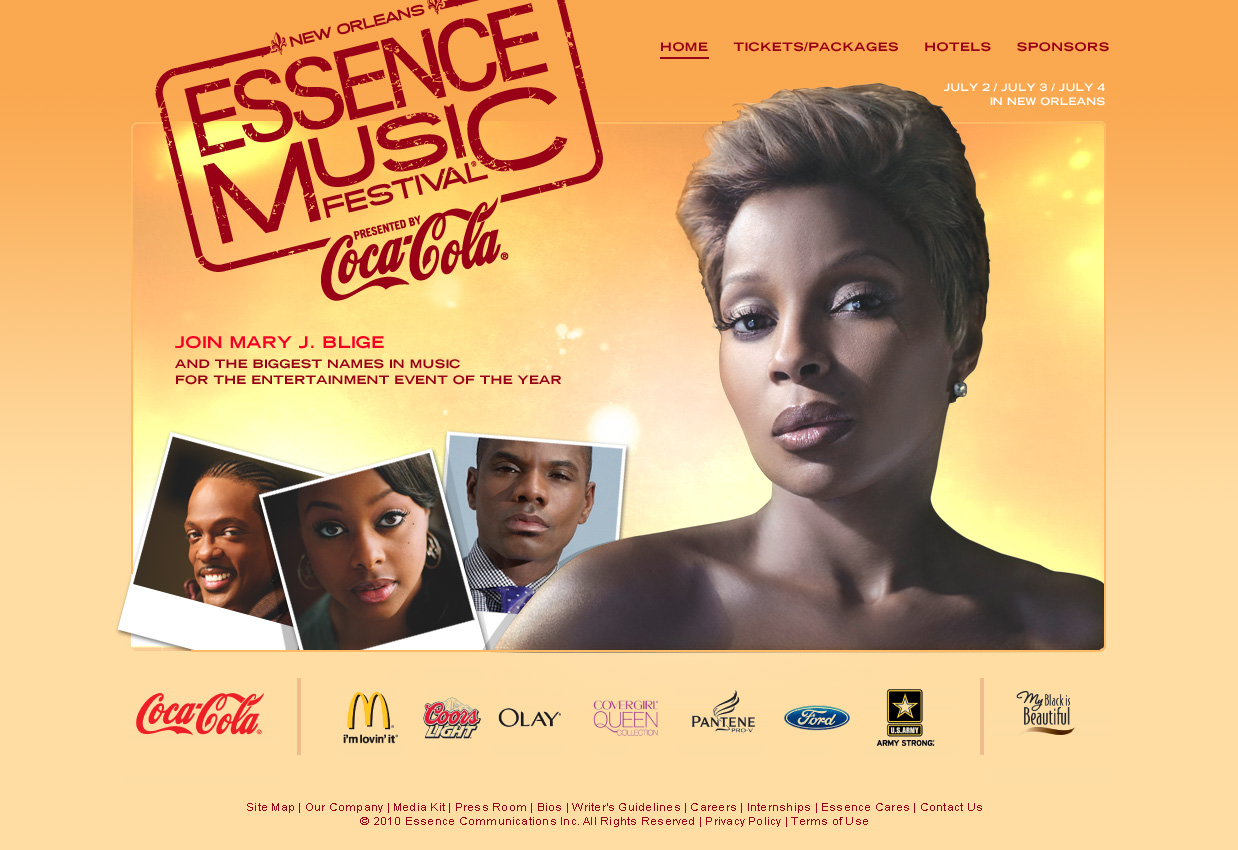 NEW ORLEANS
ESSENCE
MUSIC
FESTIVAL®
PRESENTED BY
Coca-Cola®
HOME TICKETS/PACKAGES HOTELS SPONSORS
JULY 2 / JULY 3 / JULY 4
IN NEW ORLEANS
JOIN MARY J. BLIGE
AND THE BIGGEST NAMES IN MUSIC
FOR THE ENTERTAINMENT EVENT OF THE YEAR
Coca-Cola®
i'm lovin' it®
Coors
LIGHT
OLAY®
COVERGIRL
QUEEN
COLLECTION
PANTENE
PRO-V
Ford
U.S.ARMY
ARMY STRONG.
My Black is
Beautiful
Site Map | Our Company | Media Kit | Press Room | Bios | Writer's Guidelines | Careers | Internships | Essence Cares | Contact Us
© 2010 Essence Communications Inc. All Rights Reserved | Privacy Policy | Terms of Use